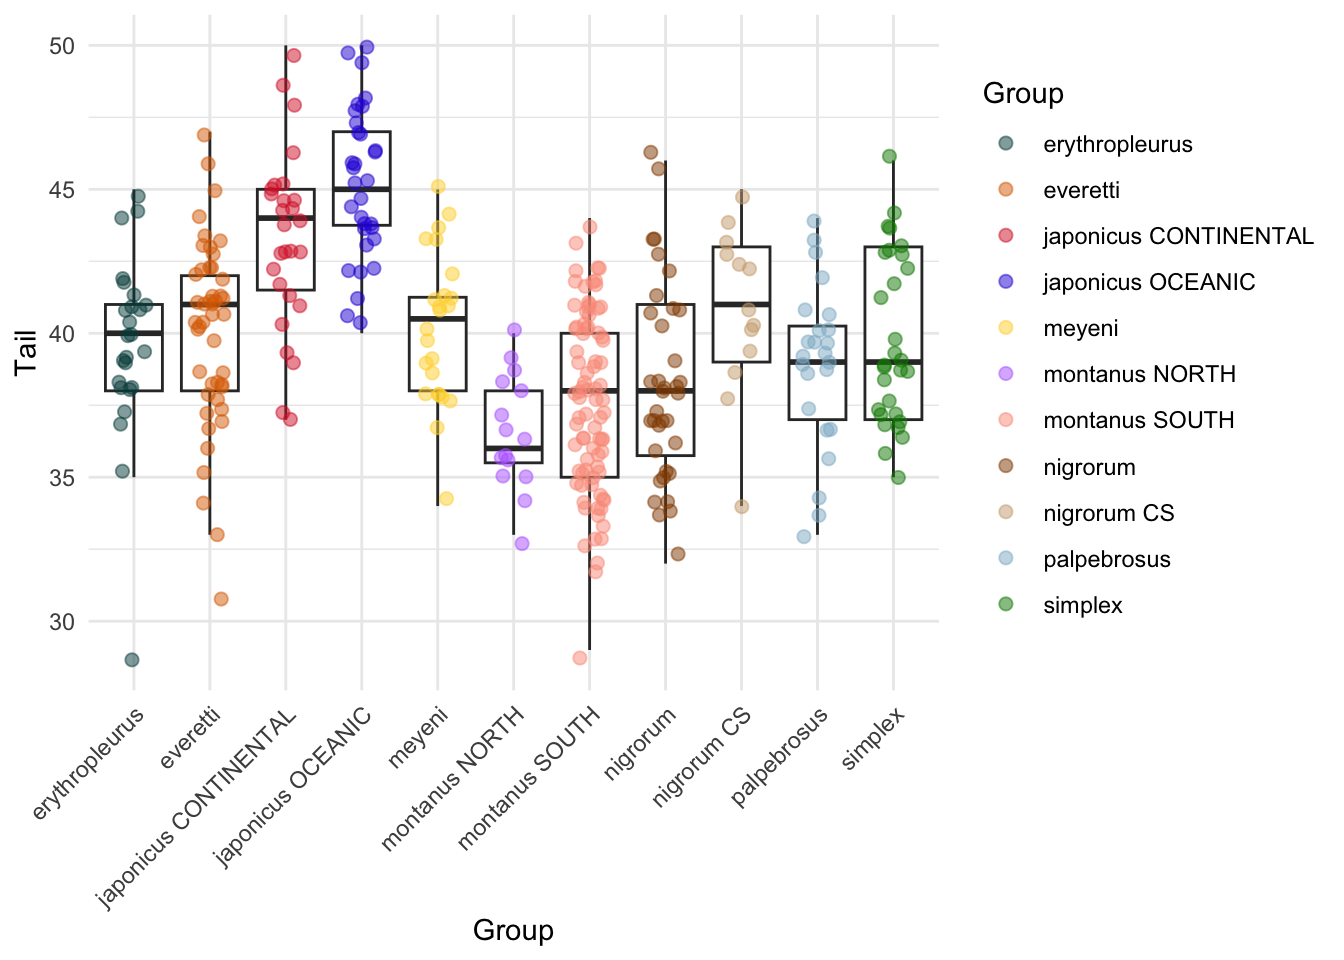 50
45
40
35
30
Tail
erythropleurus
everetti
japonicus CONTINENTAL
japonicus OCEANIC
meyeni
montanus NORTH
montanus SOUTH
nigrorum
nigrorum CS
palpebrosus
simplex
Group
Group
erythropleurus
everetti
japonicus CONTINENTAL
japonicus OCEANIC
meyeni
montanus NORTH
montanus SOUTH
nigrorum
nigrorum CS
palpebrosus
simplex